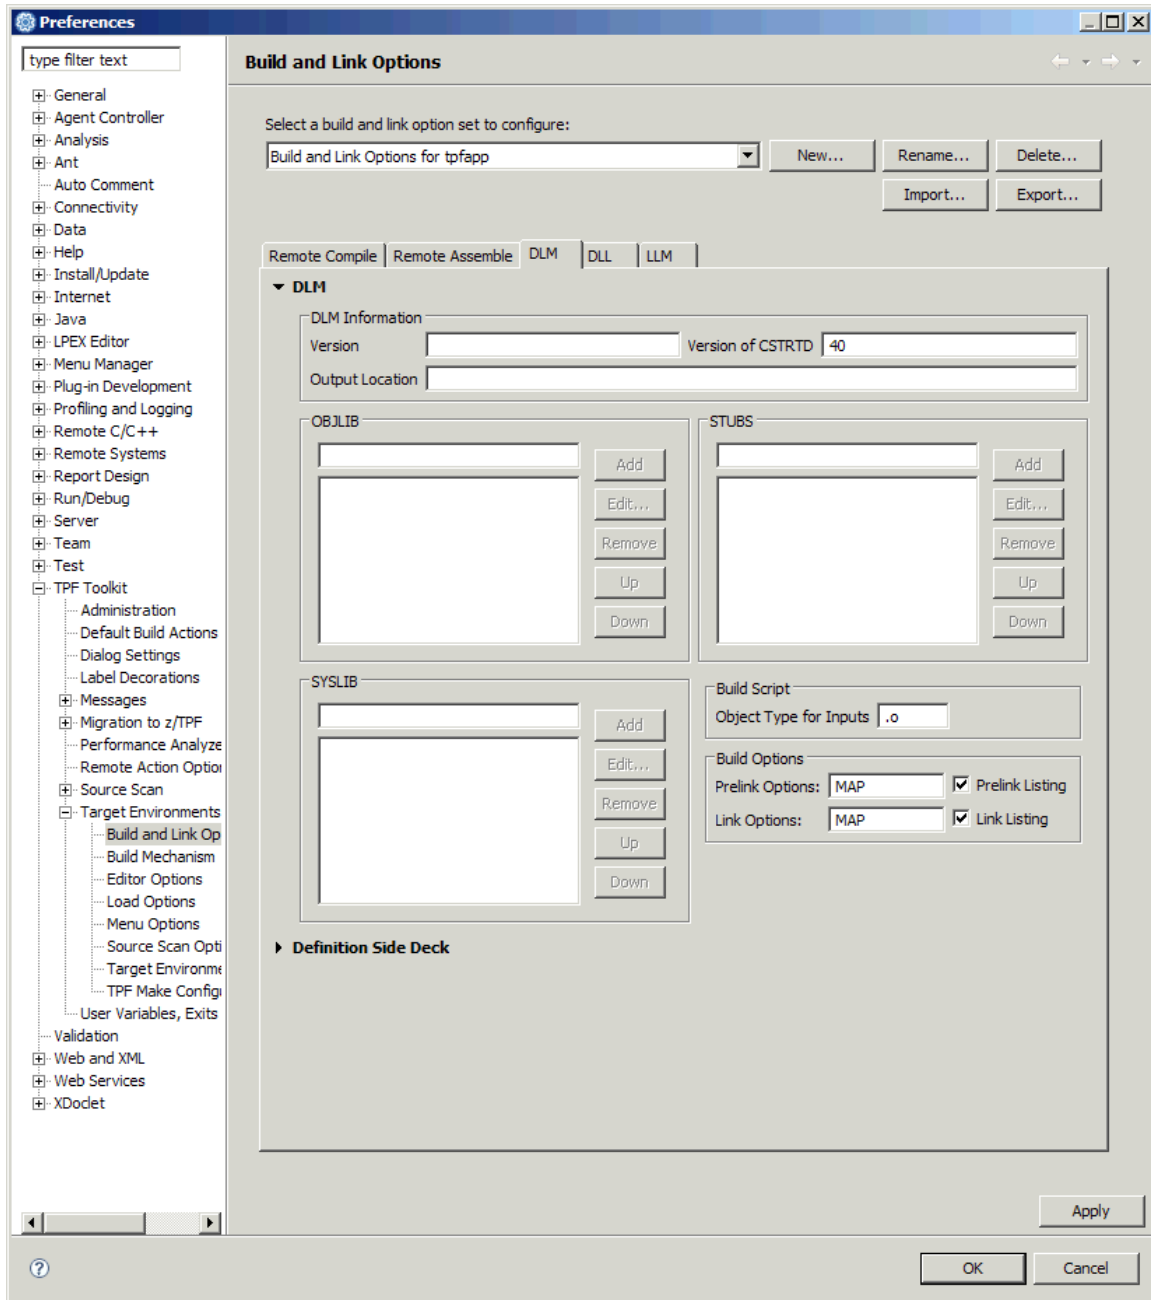 Preferences
type filter text
General
Agent Controller
Analysis
Ant
Auto Comment
Connectivity
Data
Help
Install/Update
Internet
Java
LPEX Editor
Menu Manager
Plug-in Development
Profiling and Logging
Remote C/C++
Remote Systems
Report Design
Run/Debug
Server
Team
Test
TPF Toolkit
Administration
Default Build Actions
Dialog Settings
Label Decorations
Messages
Migration to z/TPF
Performance Analyze
Remote Action Option
Source Scan
Target Environments
Build and Link Op
Build Mechanism
Editor Options
Load Options
Menu Options
Source Scan Opti
Target Environme
TPF Make Config
User Variables, Exits
Validation
Web and XML
Web Services
XDoclet
Build and Link Options
Select a build and link option set to configure:
Build and Link Options for tpfapp New... Rename... Delete...
Import... Export...
Remote Compile Remote Assemble DLM DLL LLM
DLM
DLM Information
Version Version of CSTRTD 40
Output Location
OBJLIB
Add
Edit...
Remove
Up
Down
STUBS
Add
Edit...
Remove
Up
Down
SYSLIB
Add
Edit...
Remove
Up
Down
Build Script
Object Type for Inputs .o
Build Options
Prelink Options: MAP Prelink Listing
Link Options: MAP Link Listing
Definition Side Deck
Apply
? OK Cancel